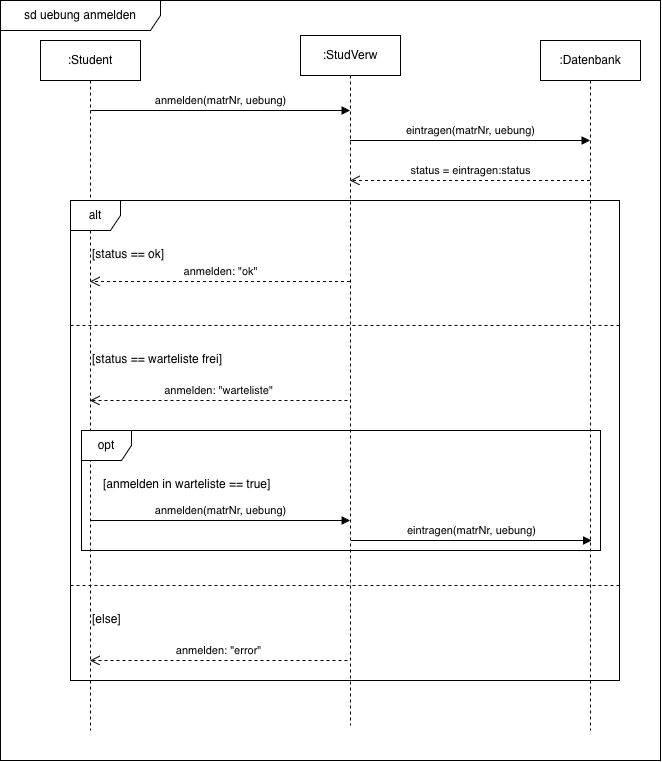 sd uebung anmelden
:Student
:StudVerw
:Datenbank
anmelden(matrNr, uebung)
eintragen(matrNr, uebung)
status = eintragen:status
alt
[status == ok]
anmelden: "ok"
[status == warteliste frei]
anmelden: "warteliste"
opt
[anmelden in warteliste == true]
anmelden(matrNr, uebung)
eintragen(matrNr, uebung)
[else]
anmelden: "error"